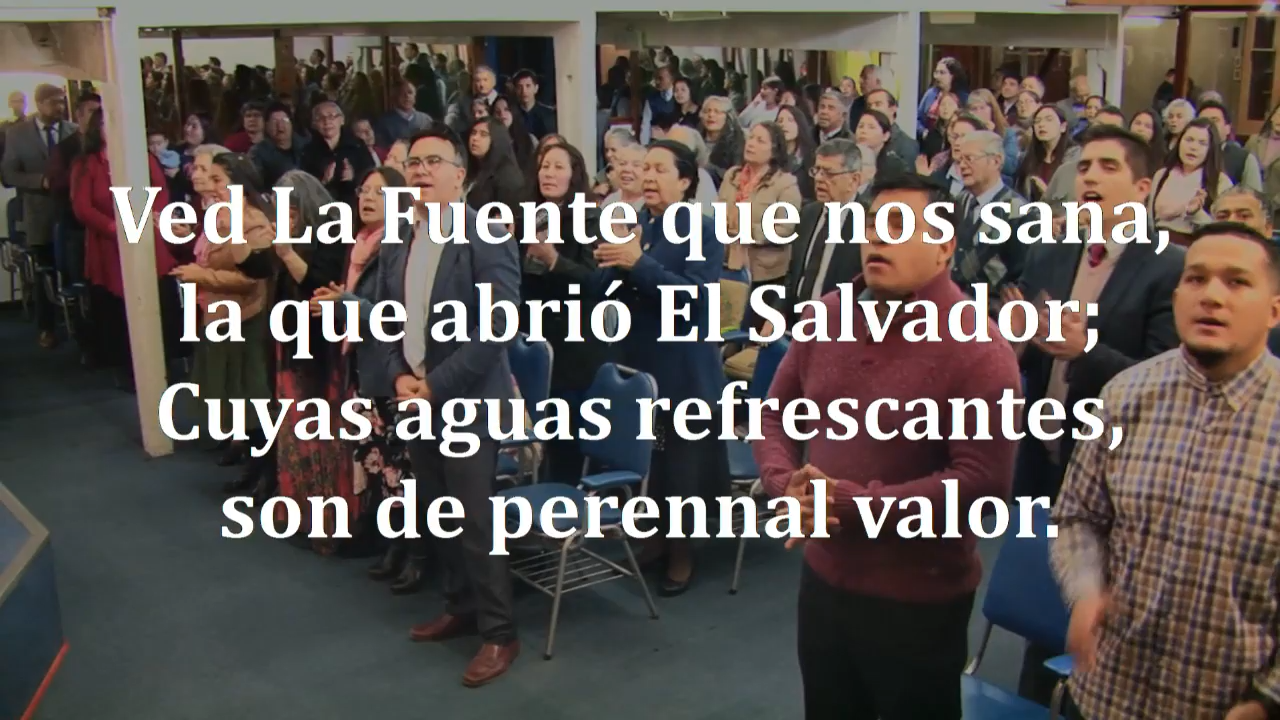 Ved La Fuente que nos sana,
la que abrió El Salvador;
Cuyas aguas refrescantes,
son de perennal valor.